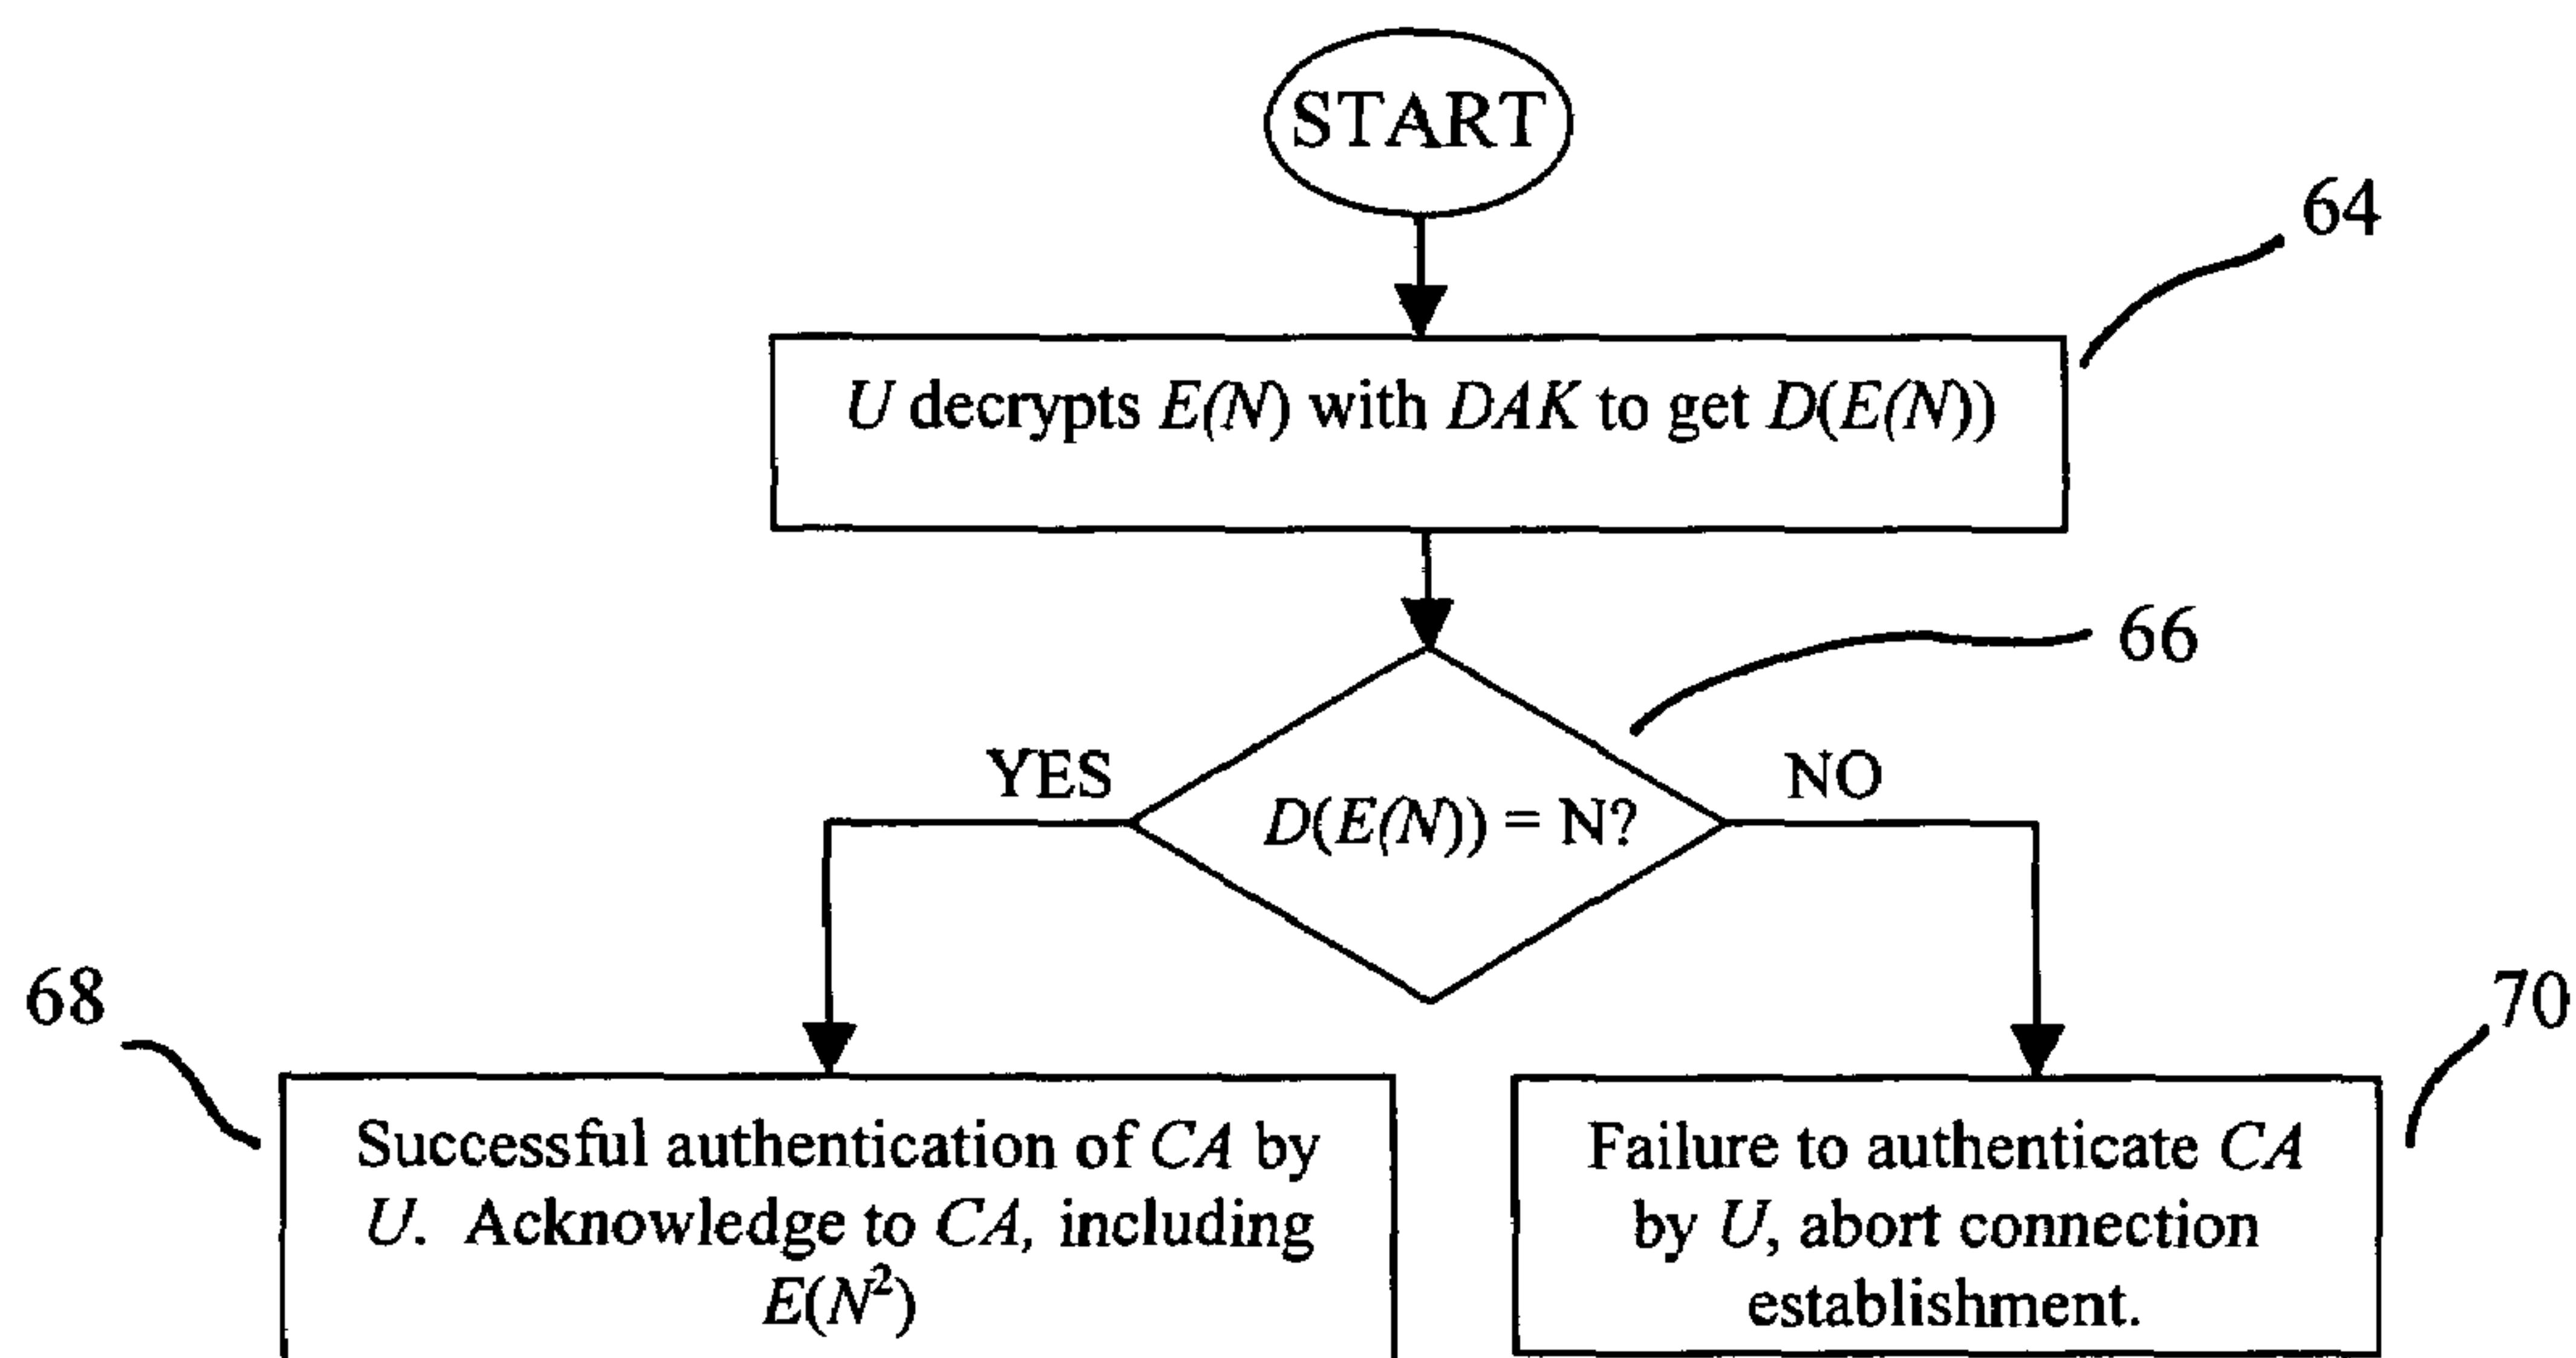 START
64
U decrypts E(N) with DAK to get D(E(N))
66
YES
NO
D(E(N)) = N?
68
70
Successful authentication of CA by
U. Acknowledge to CA, including
E(N²)
Failure to authenticate CA
by U, abort connection
establishment.